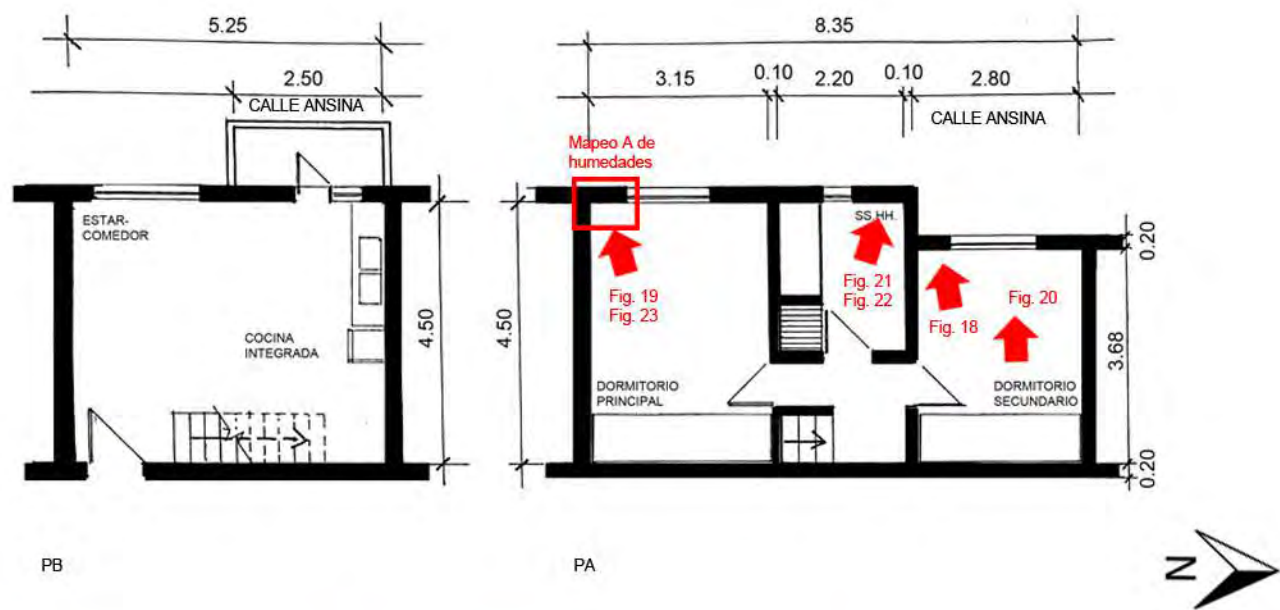 5.25
2.50
CALLE ANSINA
ESTAR-
COMEDOR
COCINA
INTEGRADA
4.50
PB
8.35
3.15
0.10
2.20
0.10
2.80
CALLE ANSINA
Mapeo A de
humedades
SS.HH.
Fig. 19
Fig. 23
Fig. 21
Fig. 22
Fig. 18
Fig. 20
4.50
0.20
3.68
0.20
DORMITORIO
PRINCIPAL
DORMITORIO
SECUNDARIO
PA
N